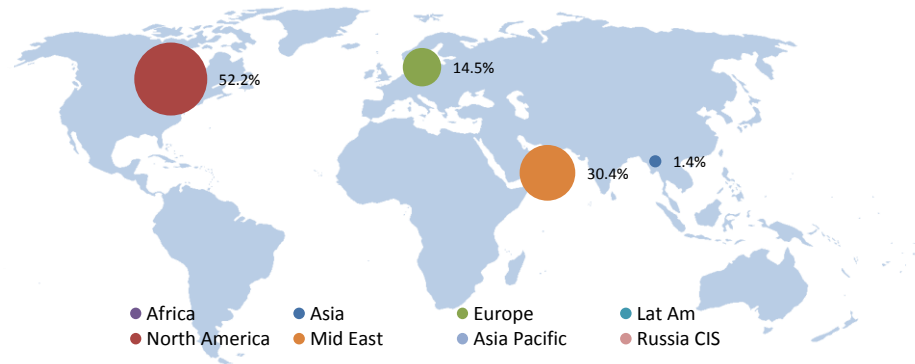 52.2%
14.5%
1.4%
30.4%
Africa Asia Europe Lat Am
North America Mid East Asia Pacific Russia CIS